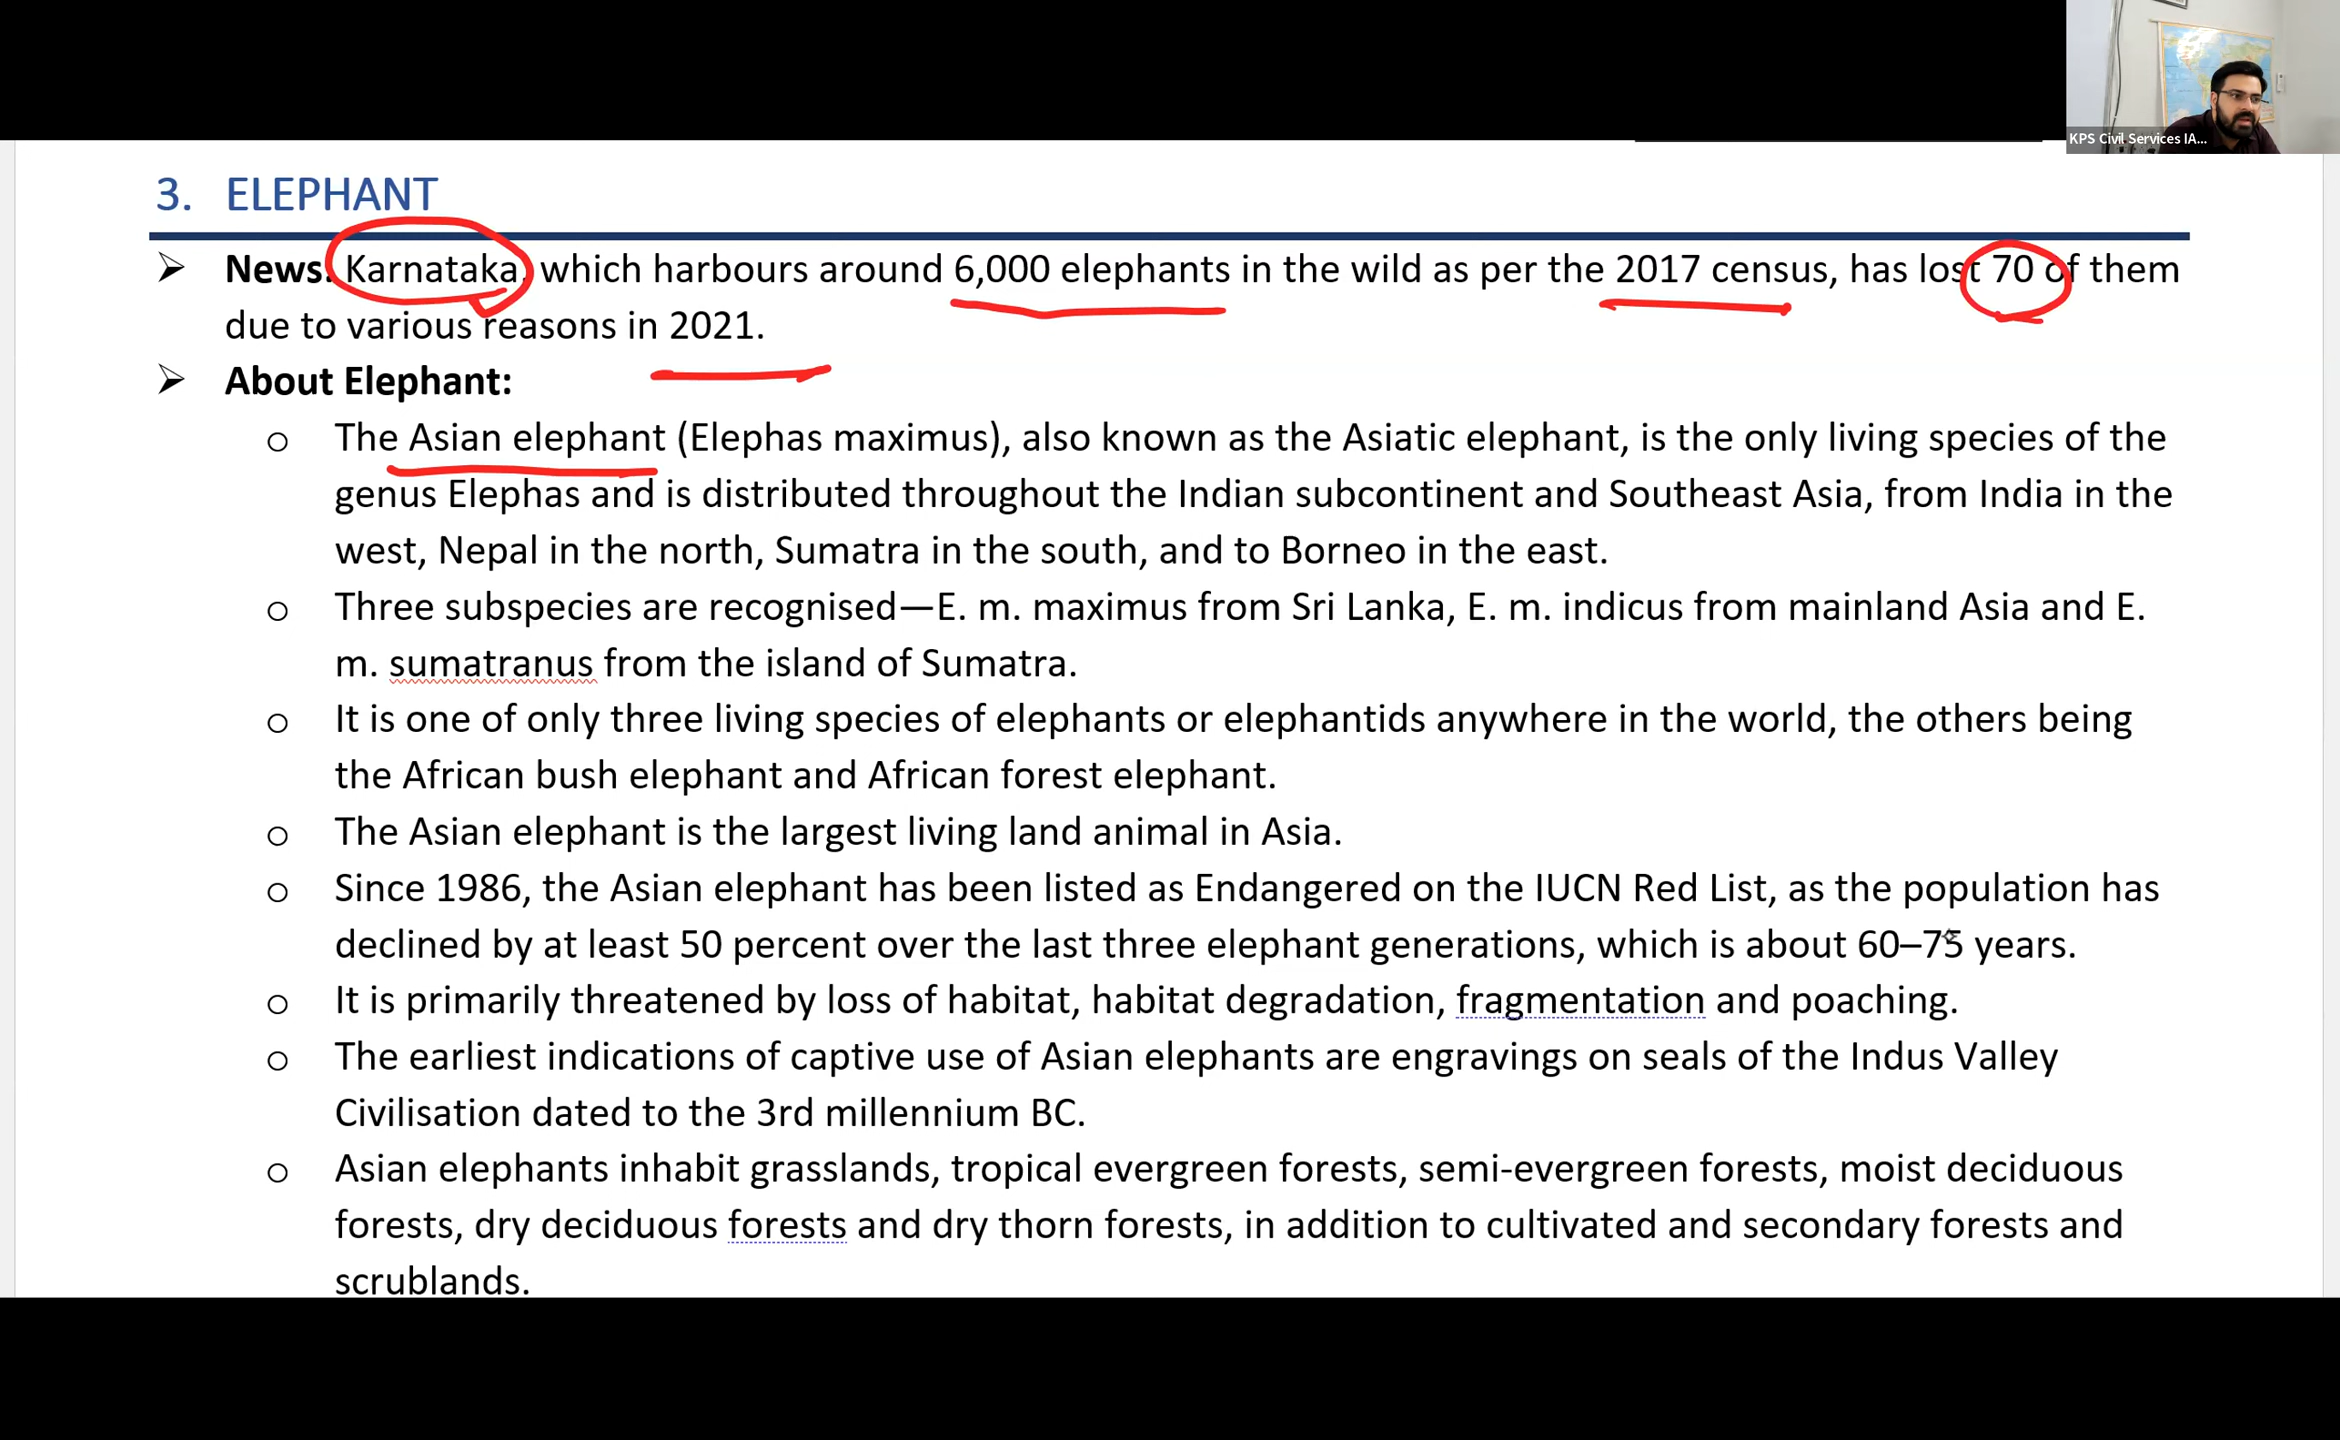 KPS Civil Services IA...
3. ELEPHANT
➢ News: Karnataka, which harbours around 6,000 elephants in the wild as per the 2017 census, has lost 70 of them
due to various reasons in 2021.
➢ About Elephant:
o The Asian elephant (Elephas maximus), also known as the Asiatic elephant, is the only living species of the
genus Elephas and is distributed throughout the Indian subcontinent and Southeast Asia, from India in the
west, Nepal in the north, Sumatra in the south, and to Borneo in the east.
o Three subspecies are recognised—E. m. maximus from Sri Lanka, E. m. indicus from mainland Asia and E.
m. sumatranus from the island of Sumatra.
o It is one of only three living species of elephants or elephantids anywhere in the world, the others being
the African bush elephant and African forest elephant.
o The Asian elephant is the largest living land animal in Asia.
o Since 1986, the Asian elephant has been listed as Endangered on the IUCN Red List, as the population has
declined by at least 50 percent over the last three elephant generations, which is about 60–75 years.
o It is primarily threatened by loss of habitat, habitat degradation, fragmentation and poaching.
o The earliest indications of captive use of Asian elephants are engravings on seals of the Indus Valley
Civilisation dated to the 3rd millennium BC.
o Asian elephants inhabit grasslands, tropical evergreen forests, semi-evergreen forests, moist deciduous
forests, dry deciduous forests and dry thorn forests, in addition to cultivated and secondary forests and
scrublands.